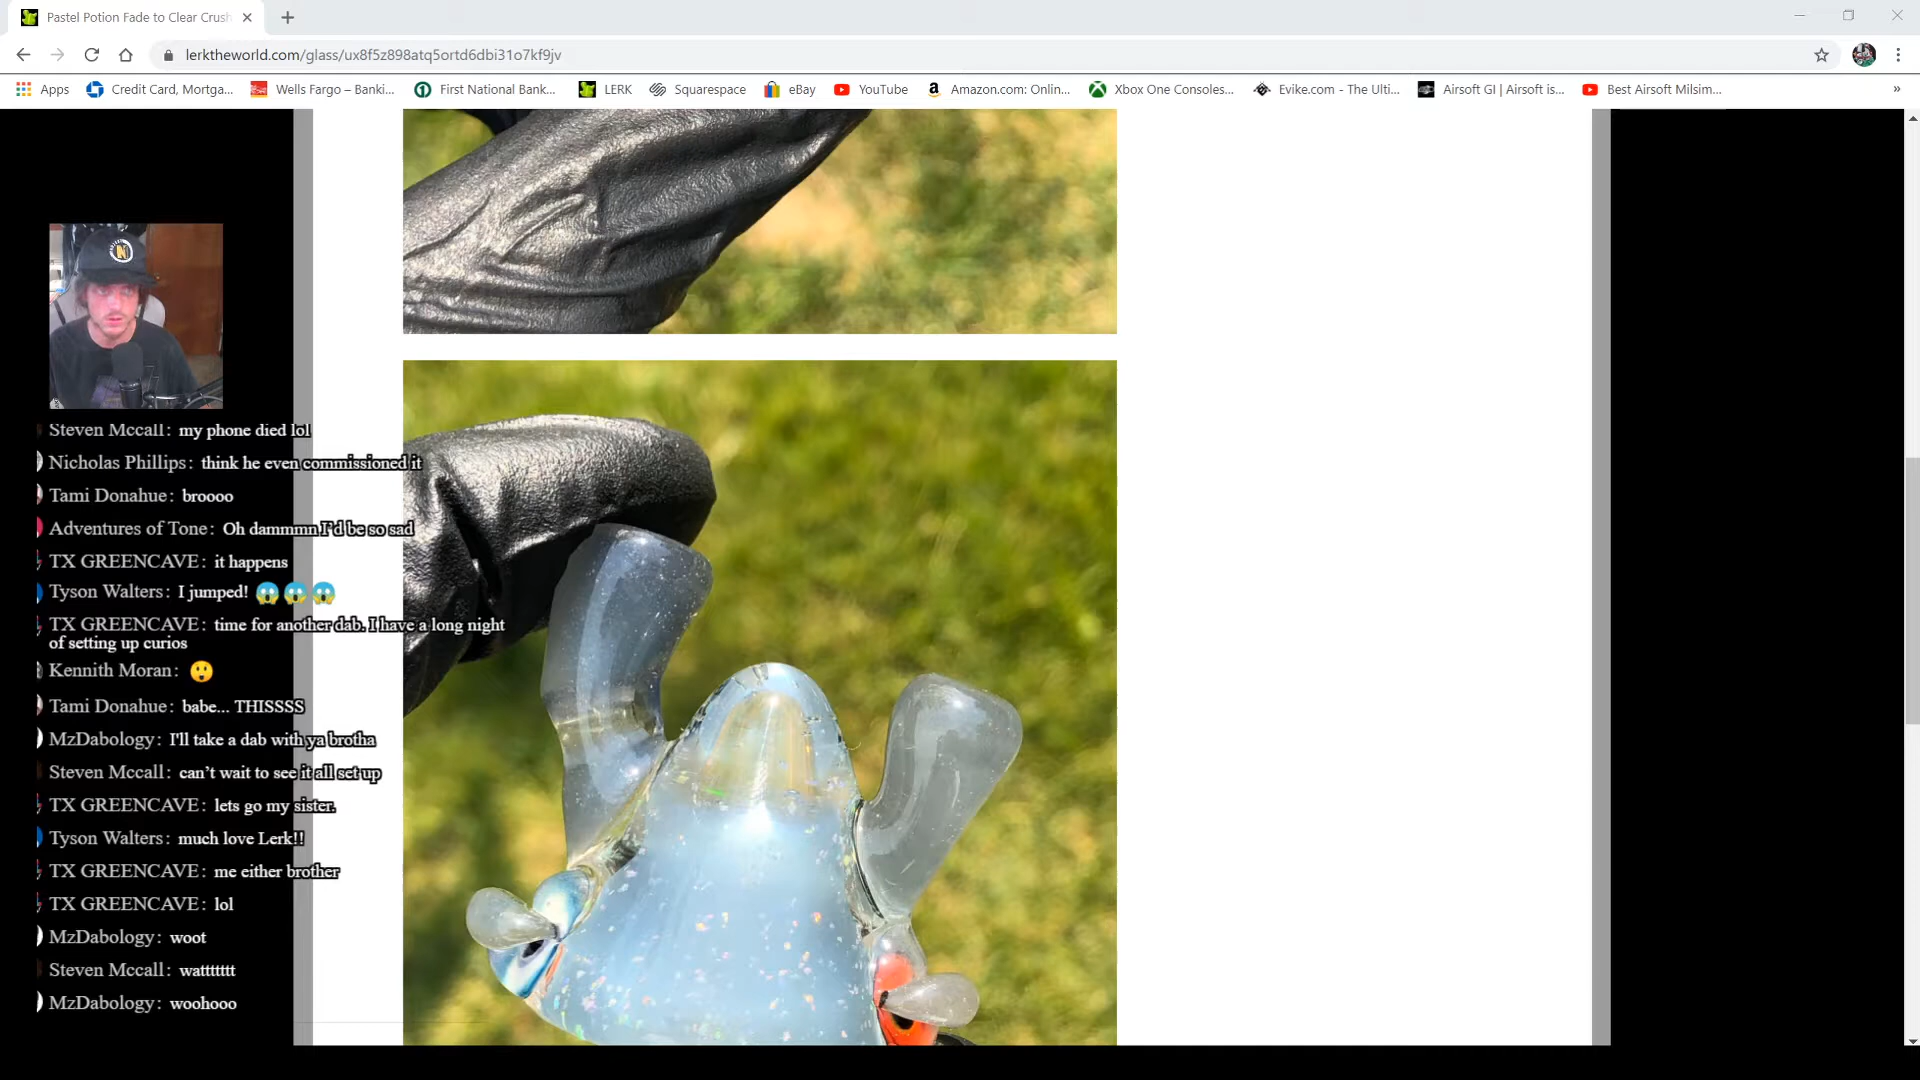 Pastel Potion Fade to Clear Crush
lerktheworld.com/glass/ux8f5z898atq5ortd6dbi31o7kf9jv
Apps
Credit Card, Mortga...
Wells Fargo – Banki...
First National Bank...
LERK
Squarespace
eBay
YouTube
Amazon.com: Onlin...
Xbox One Consoles...
Evike.com - The Ulti...
Airsoft GI | Airsoft is...
Best Airsoft Milsim...
»
N
Steven Mccall: my phone died lol
Nicholas Phillips: think he even commissioned it
Tami Donahue: broooo
Adventures of Tone: Oh dammmn I'd be so sad
TX GREENCAVE: it happens
Tyson Walters: I jumped! 😱😱😱
TX GREENCAVE: time for another dab. I have a long night
of setting up curios
Kennith Moran: 😲
Tami Donahue: babe... THISSSS
MzDabology: I'll take a dab with ya brotha
Steven Mccall: can't wait to see it all set up
TX GREENCAVE: lets go my sister.
Tyson Walters: much love Lerk!!
TX GREENCAVE: me either brother
TX GREENCAVE: lol
MzDabology: woot
Steven Mccall: wattttttt
MzDabology: woohooo